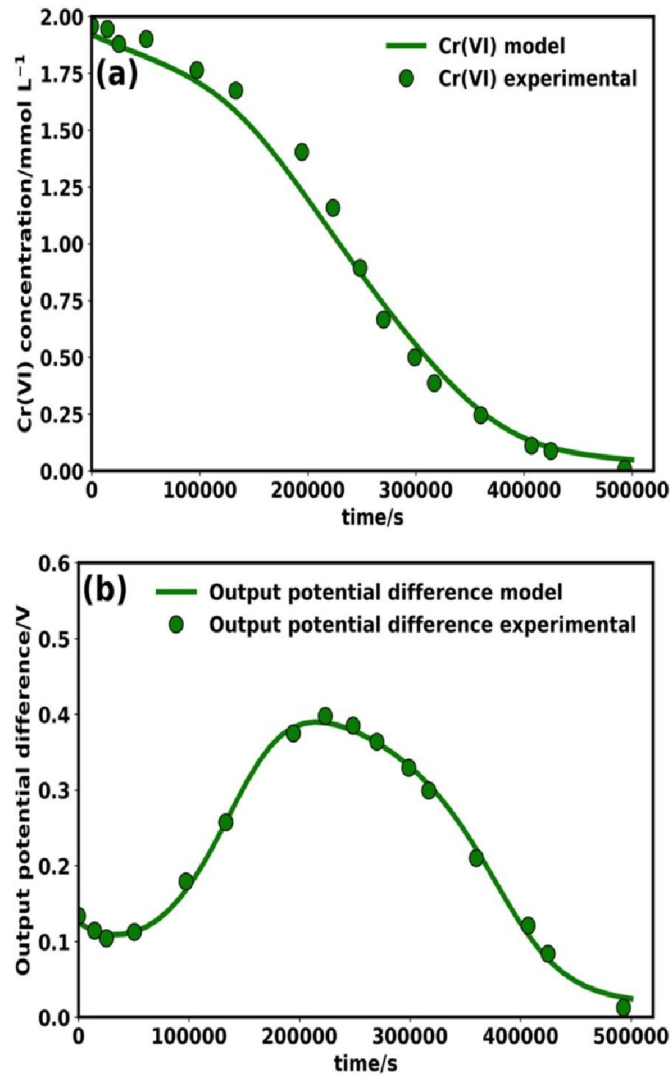 2.00
1.75
1.50
1.25
1.00
0.75
0.50
0.25
0.00
Cr(VI) concentration/mmol L⁻¹
(a)
Cr(VI) model
Cr(VI) experimental
0 100000 200000 300000 400000 500000
time/s
0.6
0.5
0.4
0.3
0.2
0.1
0.0
Output potential difference/V
(b)
Output potential difference model
Output potential difference experimental
0 100000 200000 300000 400000 500000
time/s